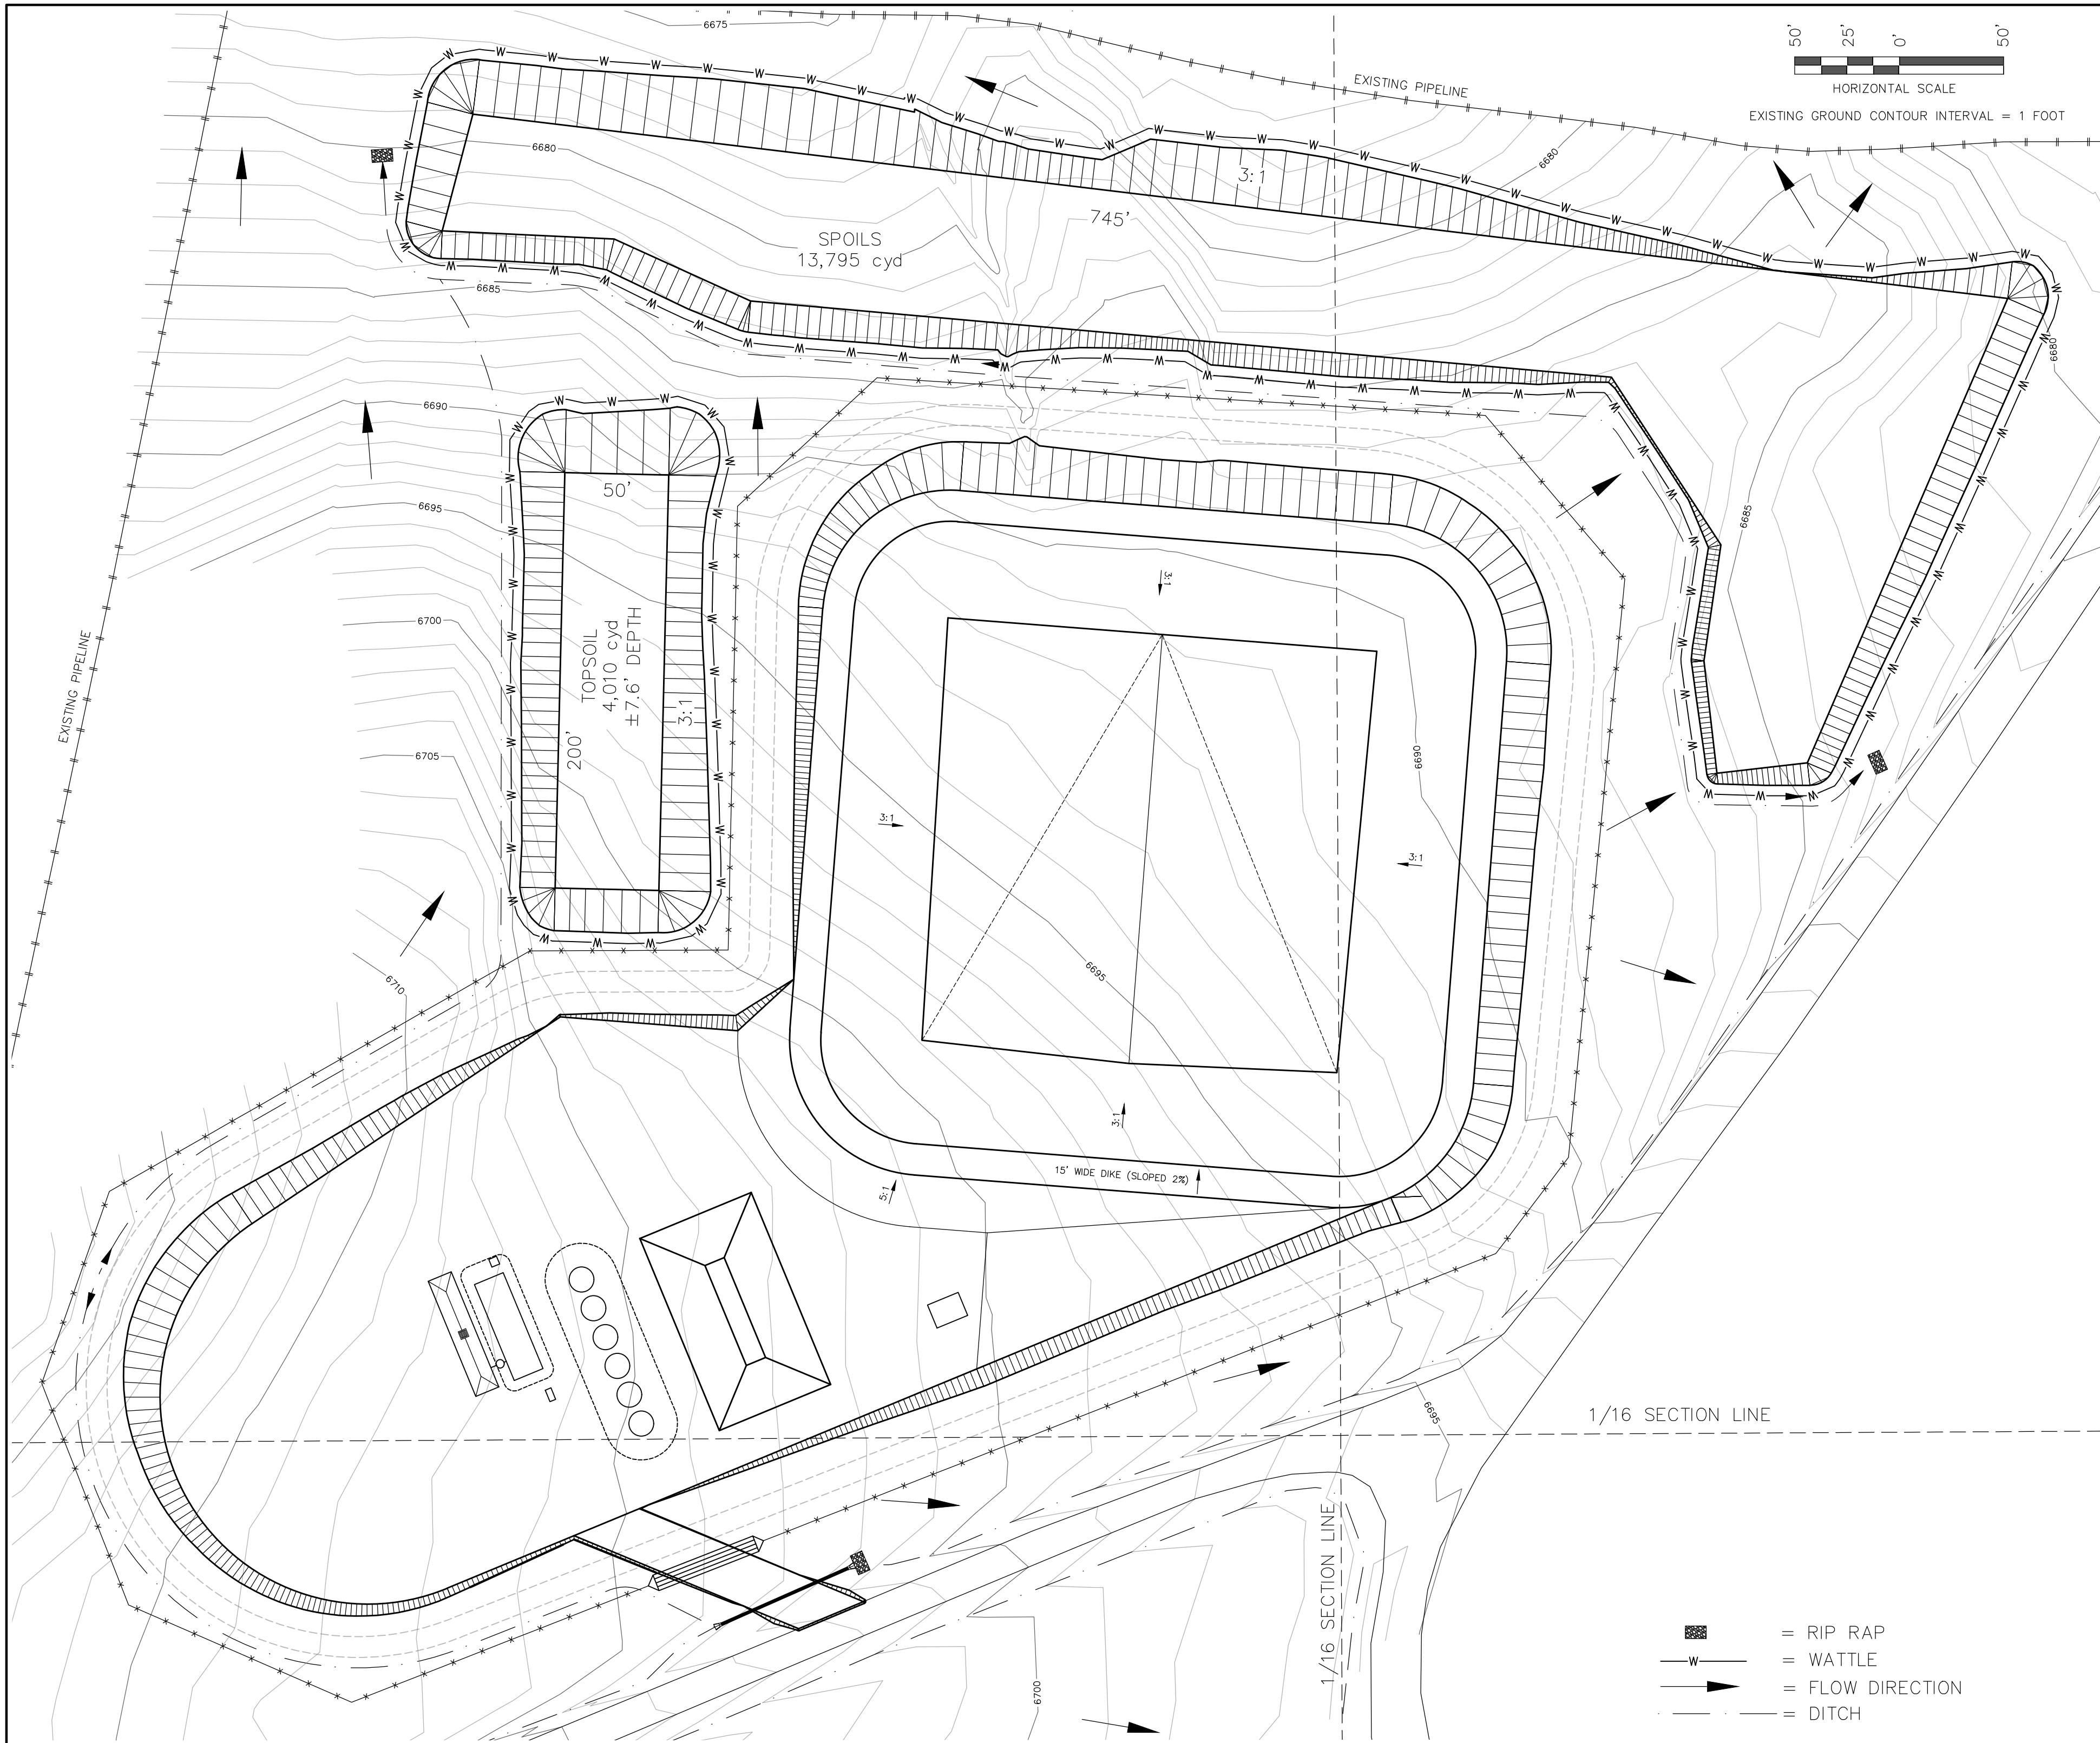 6675
50'
25'
0'
50'
HORIZONTAL SCALE
EXISTING GROUND CONTOUR INTERVAL = 1 FOOT
EXISTING PIPELINE
6680
6680
3:1
745'
SPOILS
13,795 cyd
6685
6680
6690
50'
6695
6685
3:1
TOPSOIL
4,010 cyd
±7.6' DEPTH
3:1
200'
6700
EXISTING PIPELINE
6705
6690
3:1
3:1
6695
6710
3:1
15' WIDE DIKE (SLOPED 2%)
5:1
6695
1/16 SECTION LINE
1/16 SECTION LINE
6700
= RIP RAP
W = WATTLE
= FLOW DIRECTION
= DITCH